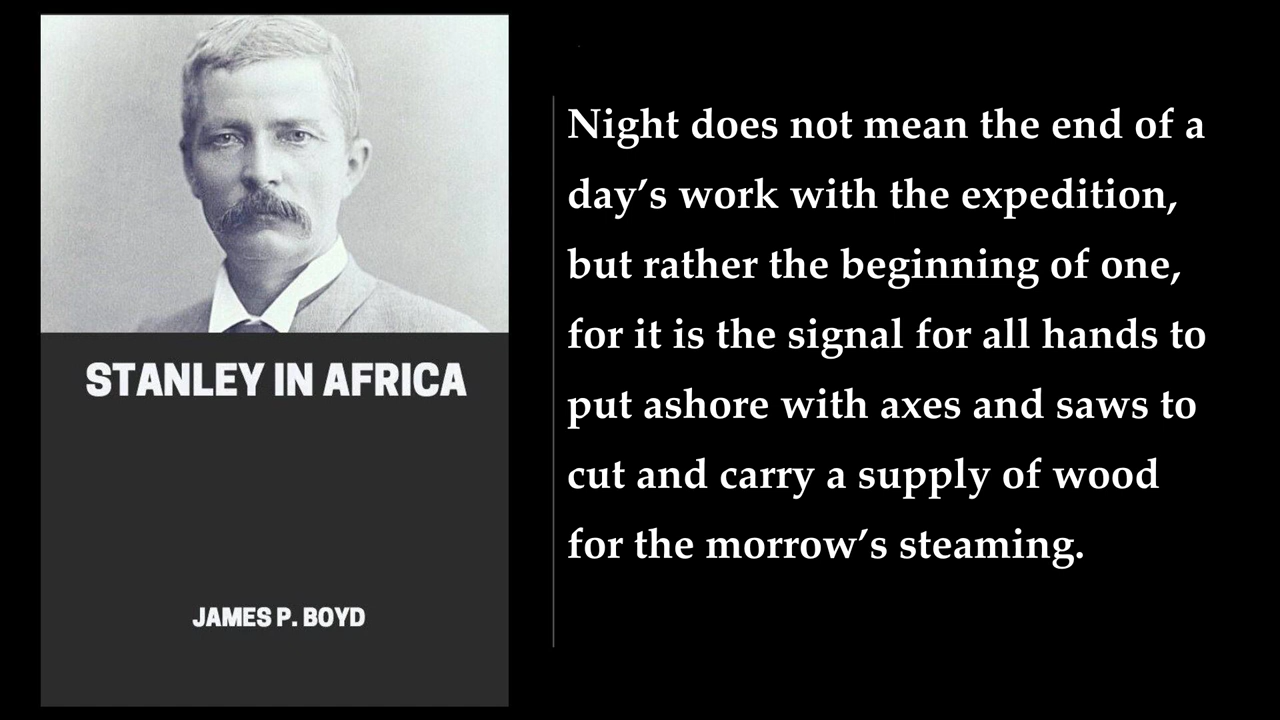 STANLEY IN AFRICA
JAMES P. BOYD
Night does not mean the end of a
day’s work with the expedition,
but rather the beginning of one,
for it is the signal for all hands to
put ashore with axes and saws to
cut and carry a supply of wood
for the morrow’s steaming.